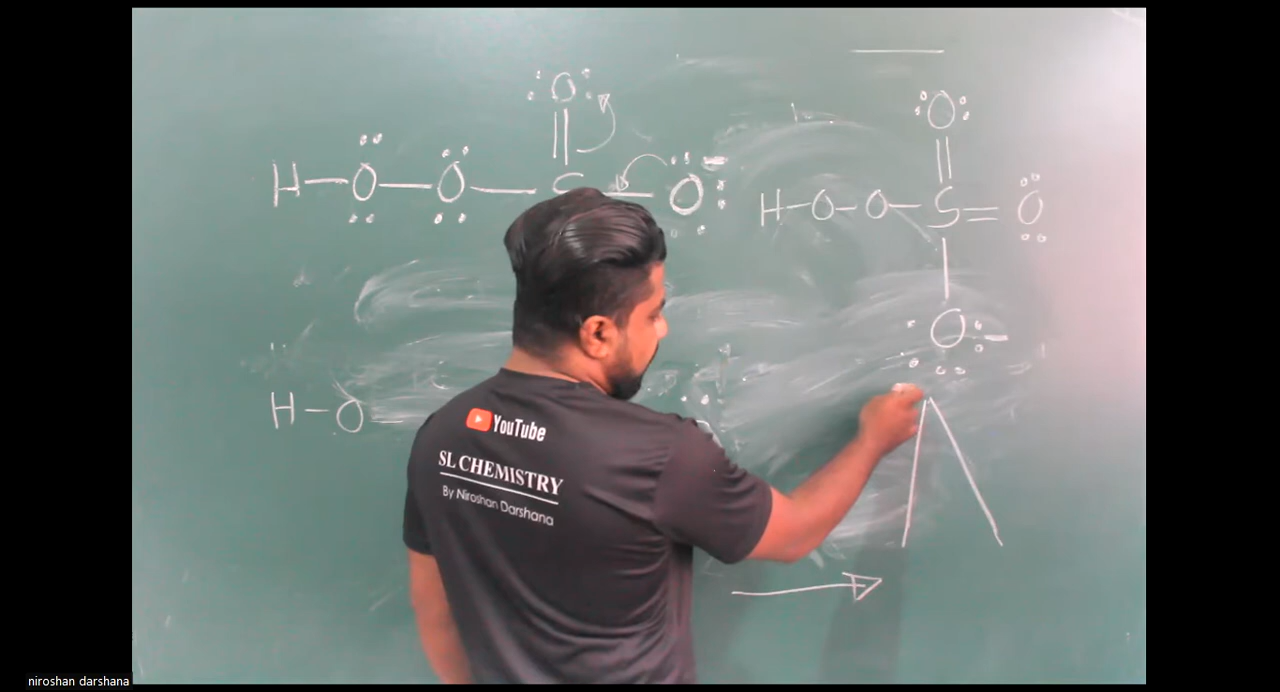 O
O
H–O–O–C–O
H–O–O–S=O
O
H–O
YouTube
SL CHEMISTRY
By Niroshan Darshana
niroshan darshana